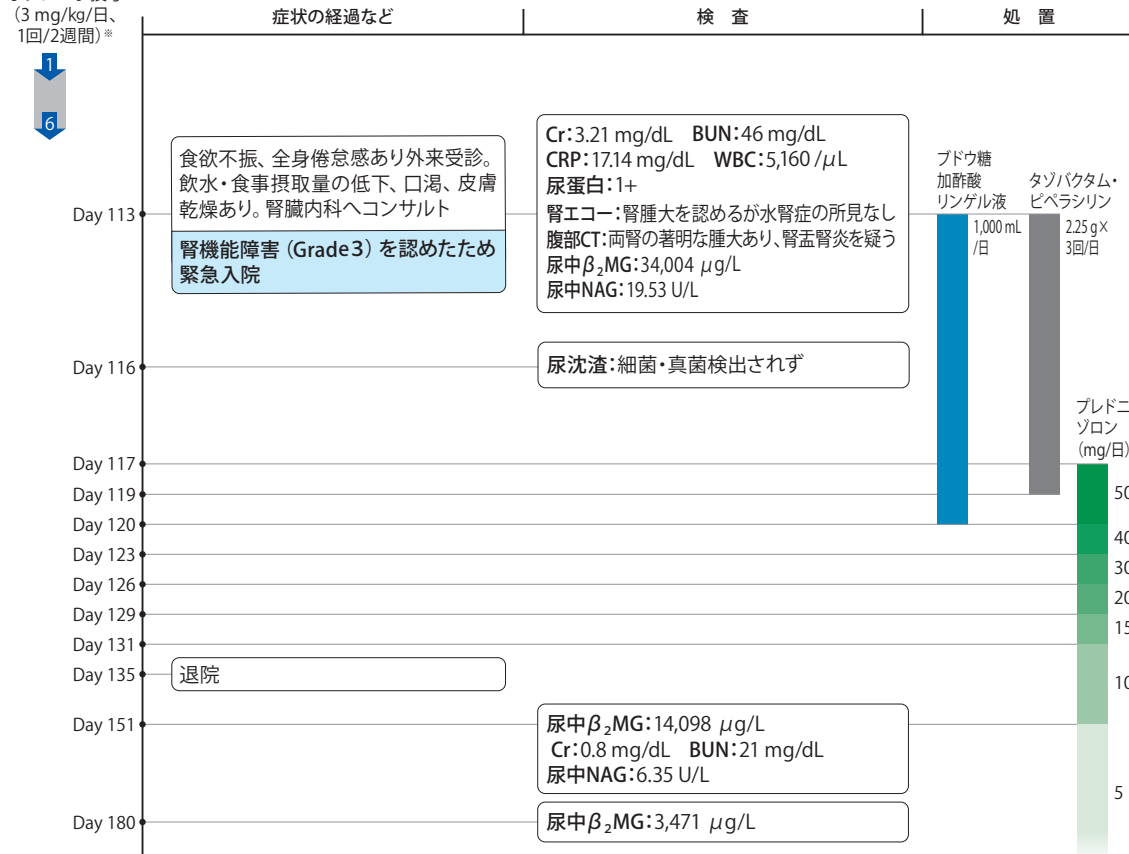 （3 mg/kg/日、
1回/2週間）※
1
6
症状の経過など
検　査
処　置
Day 113
食欲不振、全身倦怠感あり外来受診。
飲水・食事摂取量の低下、口渇、皮膚
乾燥あり。腎臓内科へコンサルト
腎機能障害（Grade3）を認めたため
緊急入院
Cr：3.21 mg/dL　BUN：46 mg/dL
CRP：17.14 mg/dL　WBC：5,160 /μL
尿蛋白：1+
腎エコー：腎腫大を認めるが水腎症の所見なし
腹部CT：両腎の著明な腫大あり、腎盂腎炎を疑う
尿中β₂MG：34,004 μg/L
尿中NAG：19.53 U/L
ブドウ糖
加酢酸
リンゲル液
1,000 mL
/日
タゾバクタム・
ピペラシリン
2.25 g×
3回/日
Day 116
尿沈渣：細菌・真菌検出されず
プレドニ
ゾロン
（mg/日）
Day 117
Day 119
50
Day 120
40
Day 123
30
Day 126
20
Day 129
15
Day 131
Day 135
退院
10
Day 151
尿中β₂MG：14,098 μg/L
Cr：0.8 mg/dL　BUN：21 mg/dL
尿中NAG：6.35 U/L
5
Day 180
尿中β₂MG：3,471 μg/L